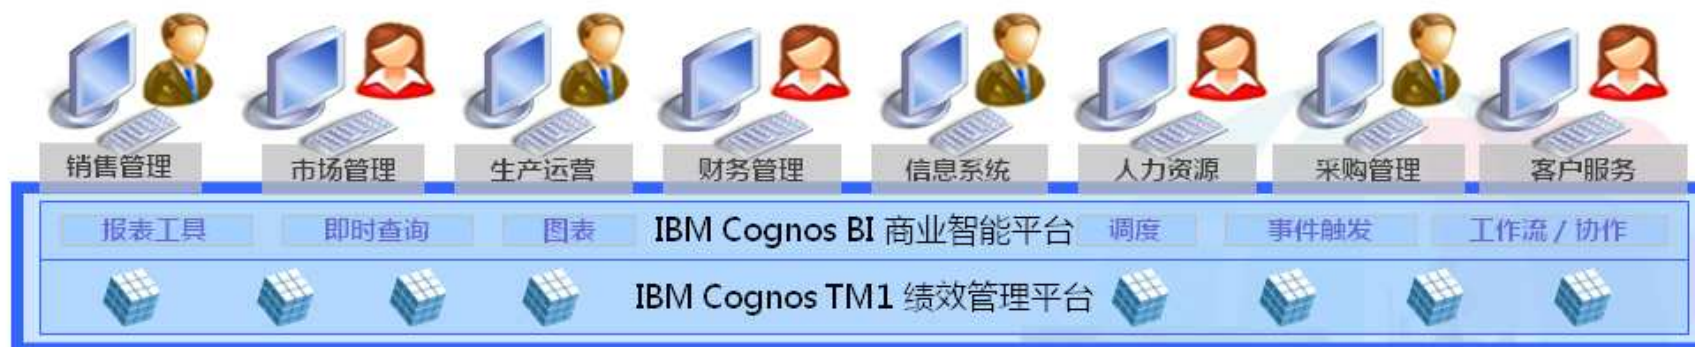 销售管理 市场管理 生产运营 财务管理 信息系统 人力资源 采购管理 客户服务
报表工具 即时查询 图表 IBM Cognos BI 商业智能平台 调度 事件触发 工作流 / 协作
IBM Cognos TM1 绩效管理平台